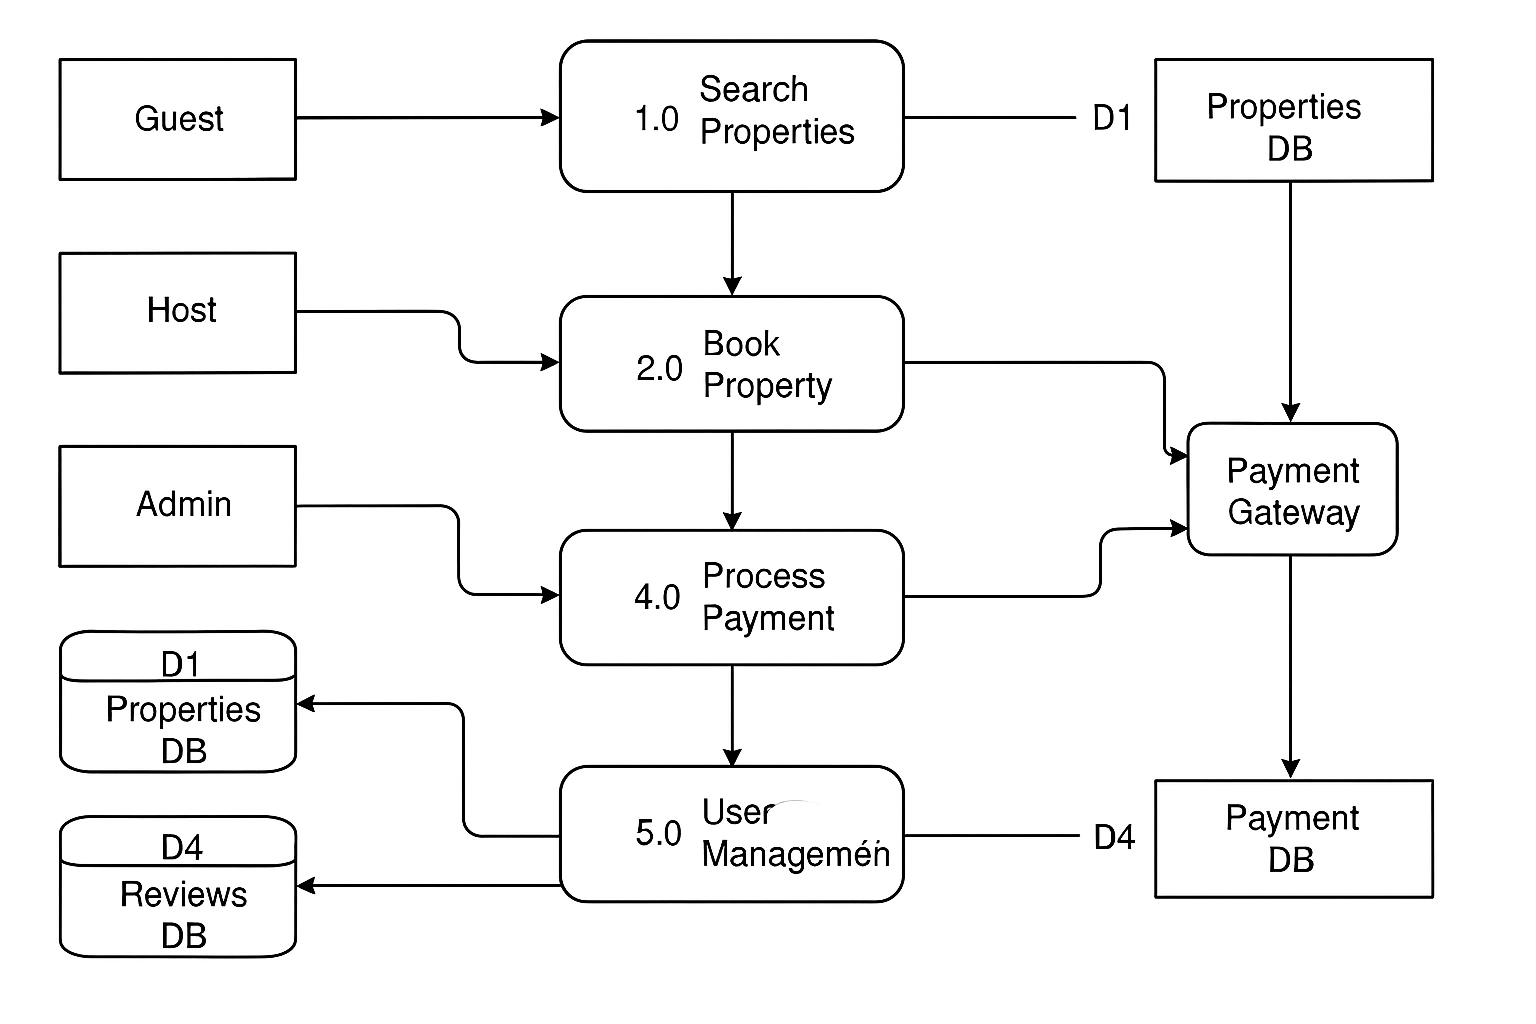 Guest
1.0
Search
Properties
D1
Properties
DB
Host
2.0
Book
Property
Admin
Payment
Gateway
4.0
Process
Payment
D1
Properties
DB
5.0
User
Managemén
D4
Payment
DB
D4
Reviews
DB